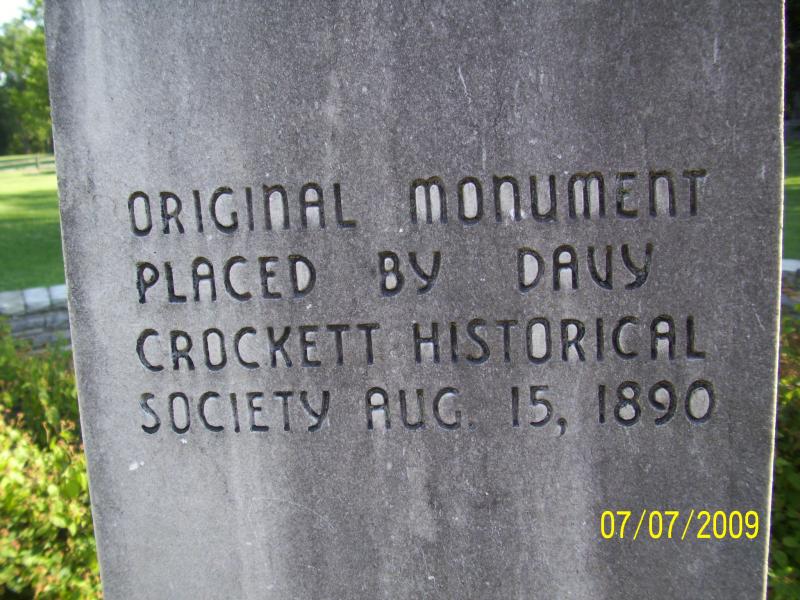 ORIGINAL MONUMENT
PLACED BY DAVY
CROCKETT HISTORICAL
SOCIETY AUG. 15, 1890
07/07/2009